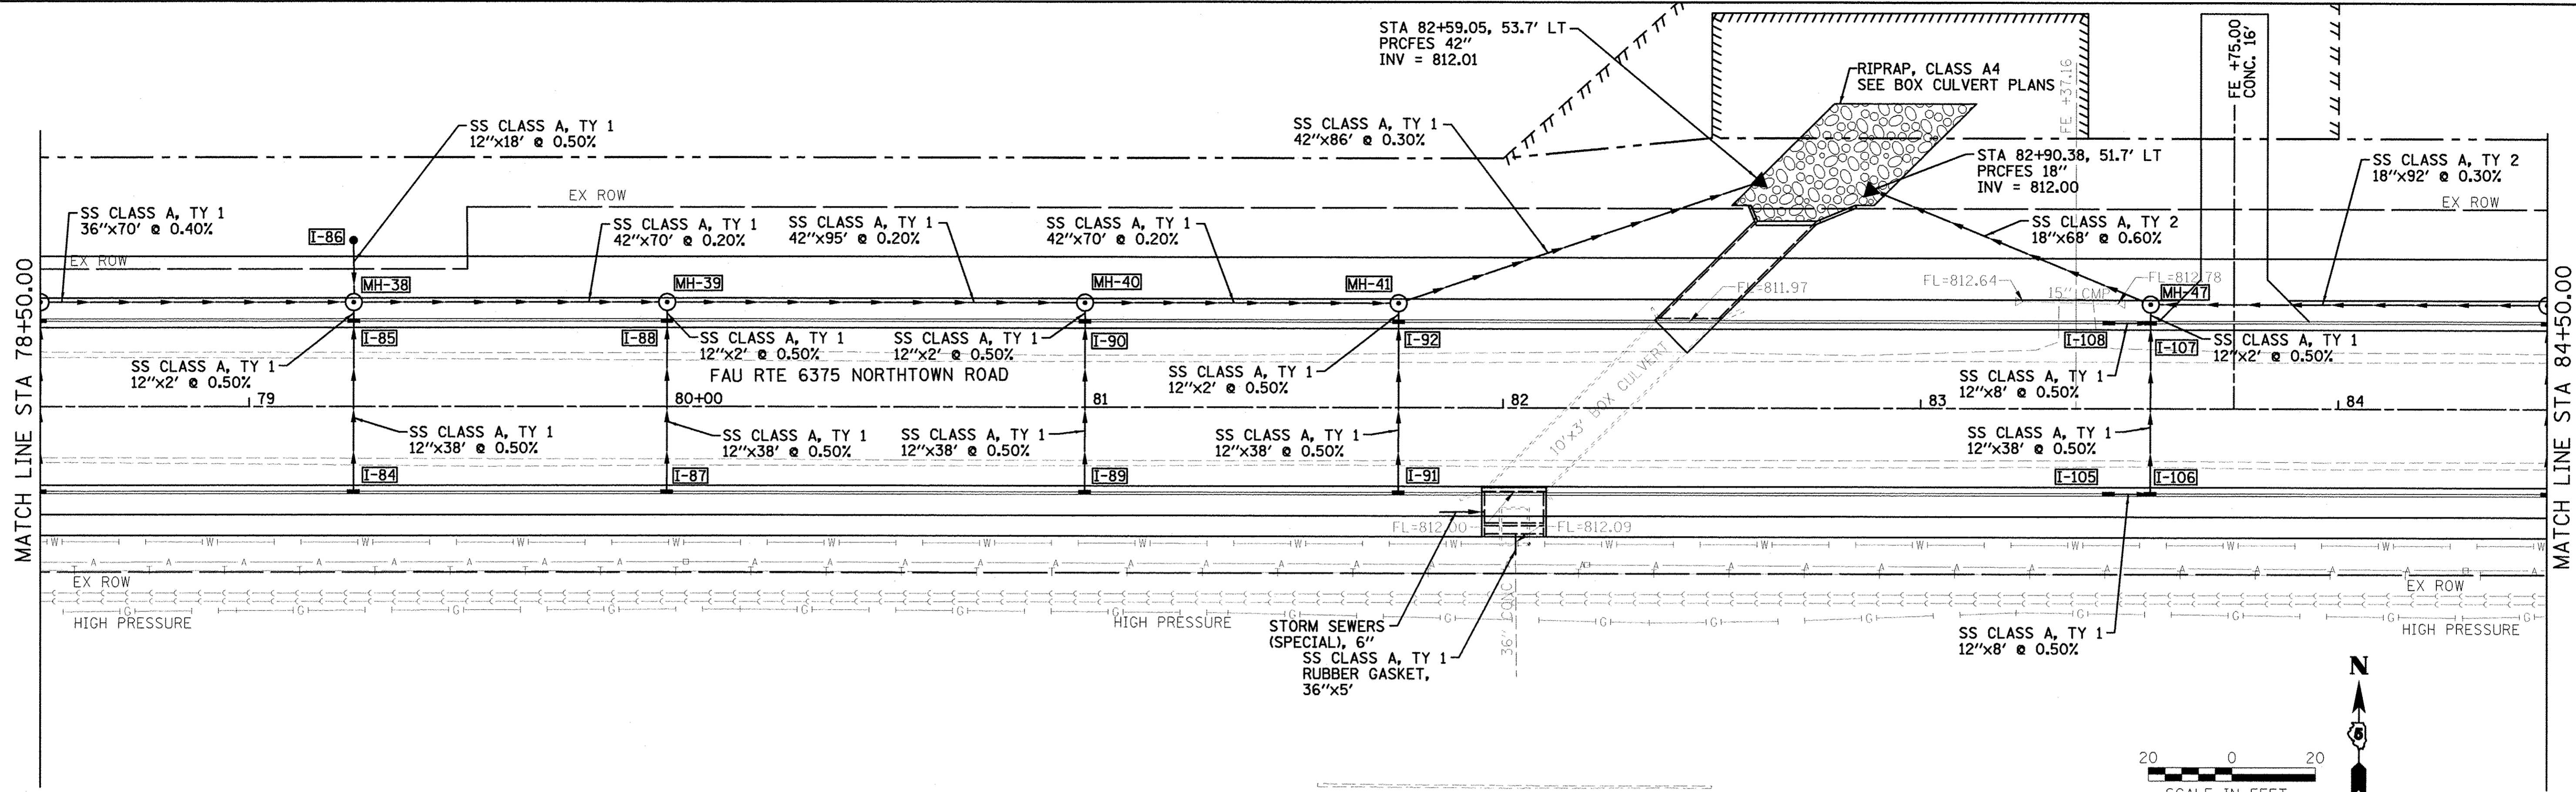 STA 82+59.05, 53.7' LT
PRCFES 42"
INV = 812.01
RIPRAP, CLASS A4
SEE BOX CULVERT PLANS
FE +37.16
FE +75.00
CONC. 16'
SS CLASS A, TY 1
12"x18' @ 0.50%
SS CLASS A, TY 1
42"x86' @ 0.30%
STA 82+90.38, 51.7' LT
PRCFES 18"
INV = 812.00
SS CLASS A, TY 2
18"x92' @ 0.30%
EX ROW
EX ROW
SS CLASS A, TY 1
36"x70' @ 0.40%
SS CLASS A, TY 1
42"x70' @ 0.20%
SS CLASS A, TY 1
42"x95' @ 0.20%
SS CLASS A, TY 1
42"x70' @ 0.20%
SS CLASS A, TY 2
18"x68' @ 0.60%
I-86
EX ROW
MH-38
MH-39
MH-40
MH-41
FL=811.97
FL=812.64
15" CMP
FL=812.78
MH-47
MATCH LINE STA 78+50.00
MATCH LINE STA 84+50.00
I-85
I-88
I-90
I-92
I-108
I-107
SS CLASS A, TY 1
12"x2' @ 0.50%
SS CLASS A, TY 1
12"x2' @ 0.50%
SS CLASS A, TY 1
12"x2' @ 0.50%
SS CLASS A, TY 1
12"x2' @ 0.50%
SS CLASS A, TY 1
12"x2' @ 0.50%
FAU RTE 6375 NORTHTOWN ROAD
10'x3' BOX CULVERT
SS CLASS A, TY 1
12"x8' @ 0.50%
79
80+00
81
82
83
84
SS CLASS A, TY 1
12"x38' @ 0.50%
SS CLASS A, TY 1
12"x38' @ 0.50%
SS CLASS A, TY 1
12"x38' @ 0.50%
SS CLASS A, TY 1
12"x38' @ 0.50%
SS CLASS A, TY 1
12"x38' @ 0.50%
I-84
I-87
I-89
I-91
I-105
I-106
FL=812.00
FL=812.09
EX ROW
EX ROW
HIGH PRESSURE
HIGH PRESSURE
HIGH PRESSURE
36" CONC
STORM SEWERS
(SPECIAL), 6"
SS CLASS A, TY 1
RUBBER GASKET,
36"x5'
SS CLASS A, TY 1
12"x8' @ 0.50%
N
5
20 0 20
SCALE IN FEET